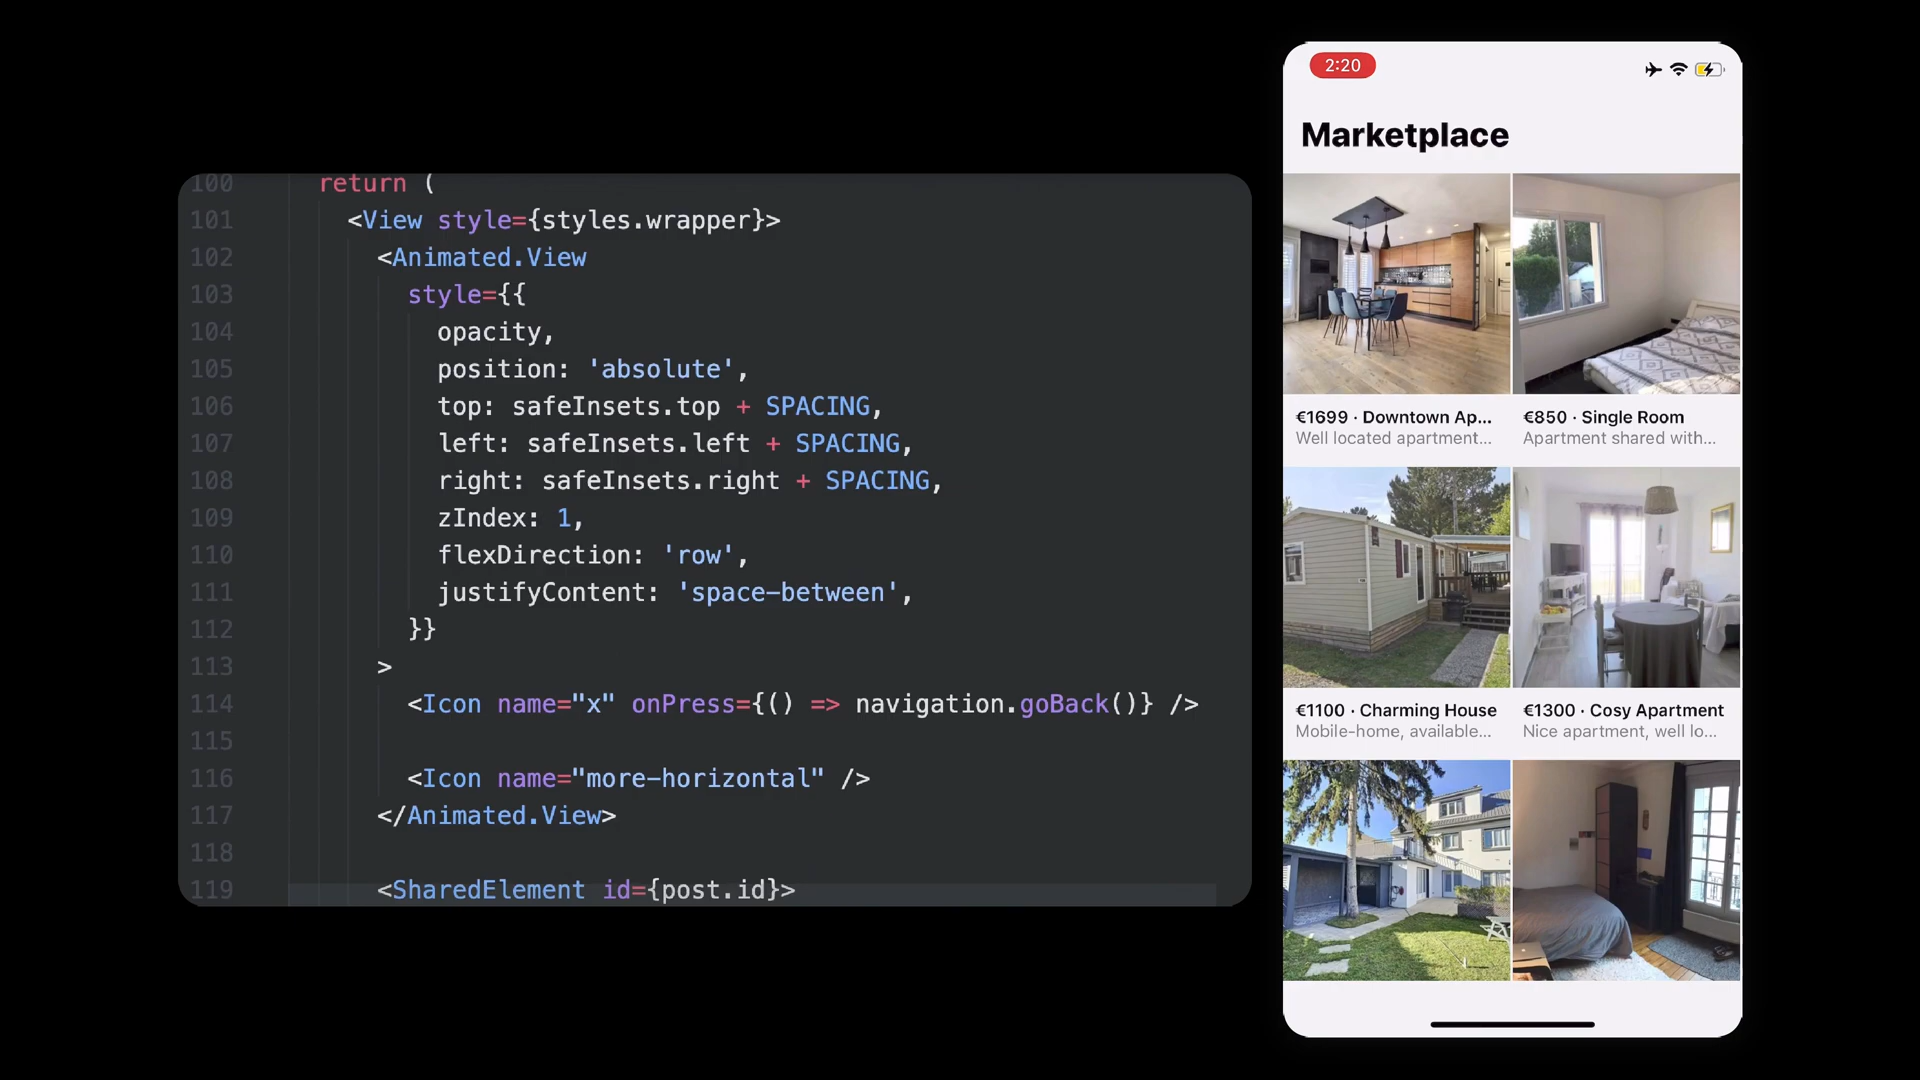 100 return (
101 <View style={styles.wrapper}>
102 <Animated.View
103 style={{
104 opacity,
105 position: 'absolute',
106 top: safeInsets.top + SPACING,
107 left: safeInsets.left + SPACING,
108 right: safeInsets.right + SPACING,
109 zIndex: 1,
110 flexDirection: 'row',
111 justifyContent: 'space-between',
112 }}
113 >
114 <Icon name="x" onPress={() => navigation.goBack()} />
115
116 <Icon name="more-horizontal" />
117 </Animated.View>
118
119 <SharedElement id={post.id}>
2:20
Marketplace
€1699 · Downtown Ap...
Well located apartment...
€850 · Single Room
Apartment shared with...
€1100 · Charming House
Mobile-home, available...
€1300 · Cosy Apartment
Nice apartment, well lo...